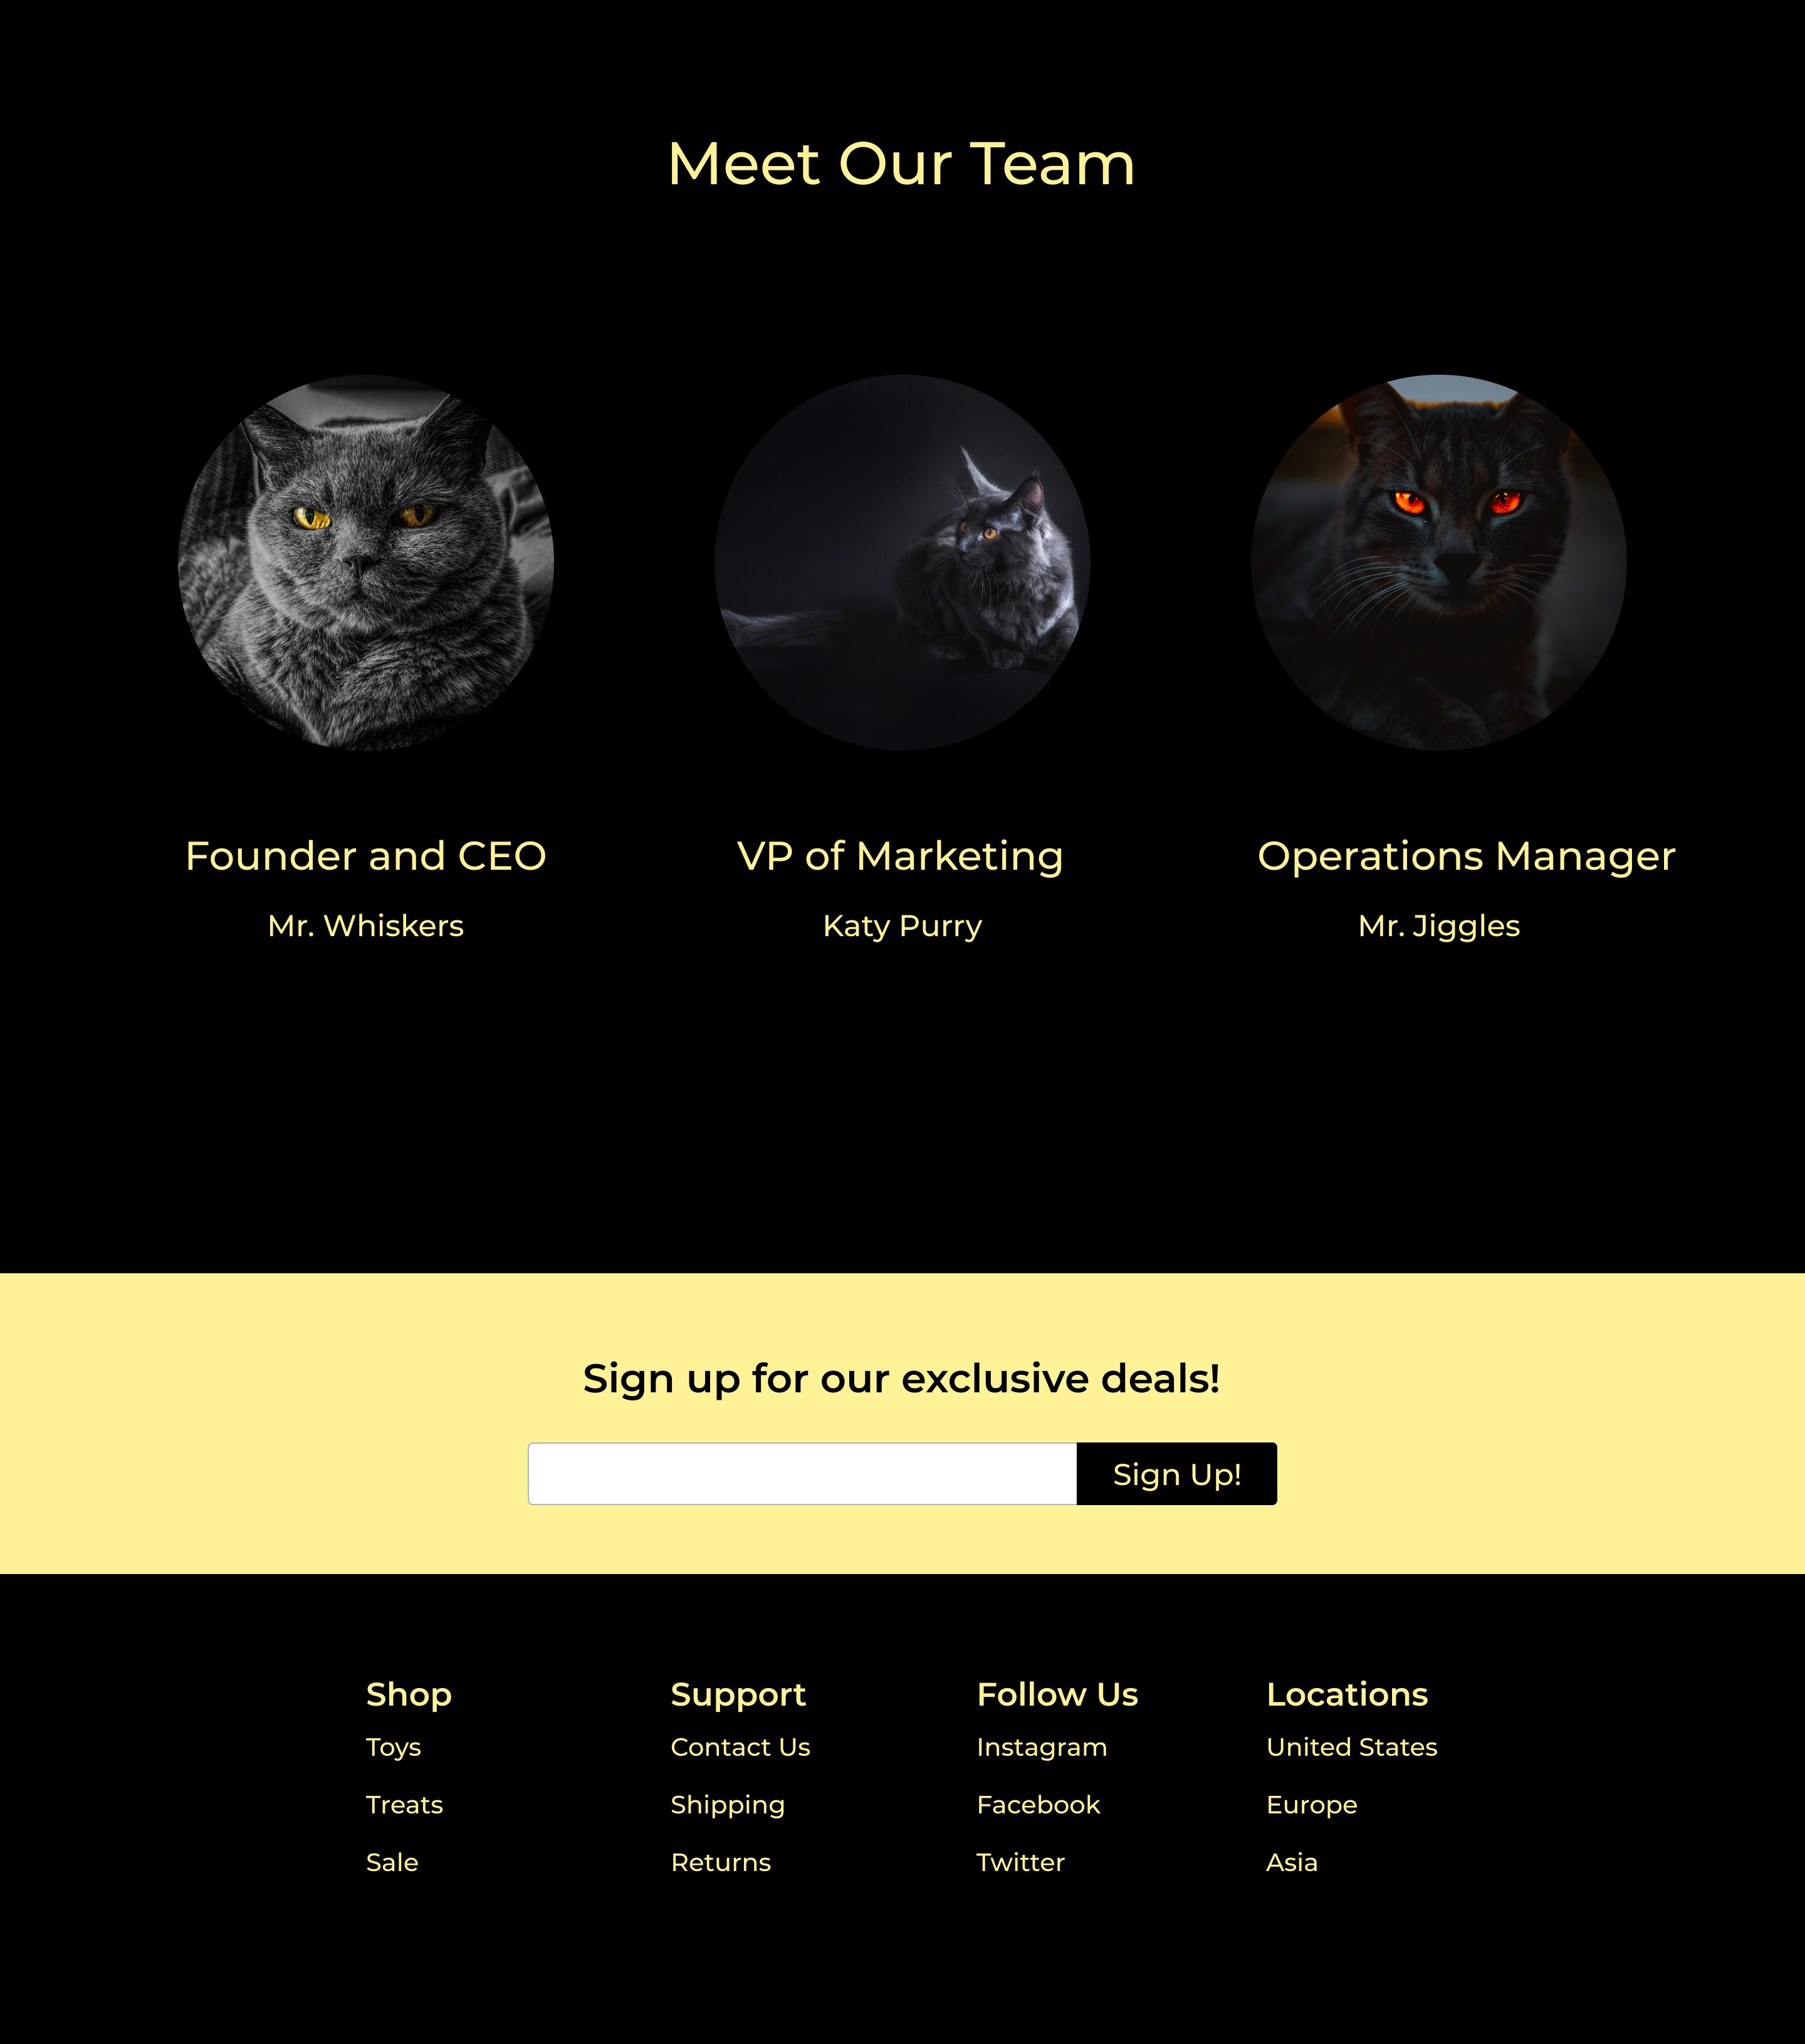 Meet Our Team
Founder and CEO
Mr. Whiskers
VP of Marketing
Katy Purry
Operations Manager
Mr. Jiggles
Sign up for our exclusive deals!
Sign Up!
Shop
Toys
Treats
Sale
Support
Contact Us
Shipping
Returns
Follow Us
Instagram
Facebook
Twitter
Locations
United States
Europe
Asia